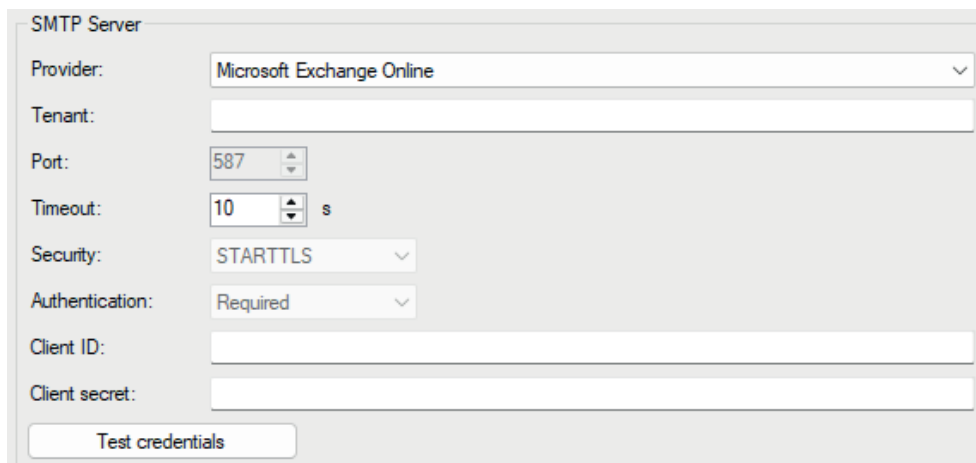 SMTP Server
Provider: Microsoft Exchange Online
Tenant:
Port: 587
Timeout: 10 s
Security: STARTTLS
Authentication: Required
Client ID:
Client secret:
Test credentials